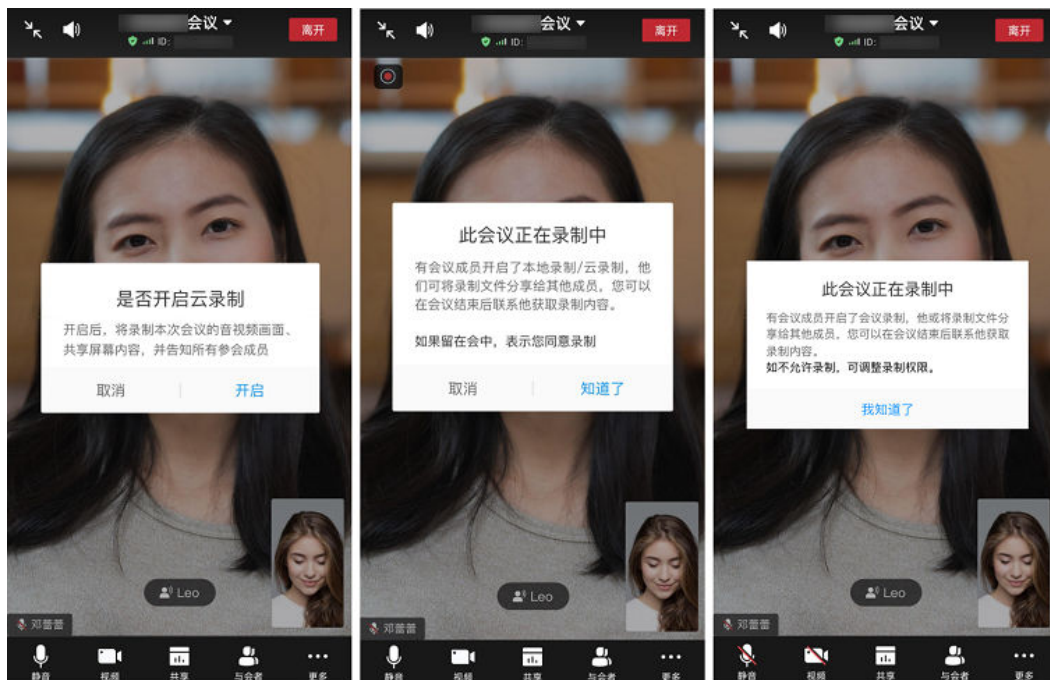 会议
ID:
离开
是否开启云录制
开启后，将录制本次会议的音视频画面、
共享屏幕内容，并告知所有参会成员
取消
开启
Leo
邓蕾蕾
静音
视频
共享
与会者
更多
会议
ID:
离开
此会议正在录制中
有会议成员开启了本地录制/云录制，他
们可将录制文件分享给其他成员，您可以
在会议结束后联系他获取录制内容。
如果留在会中，表示您同意录制
取消
知道了
Leo
邓蕾蕾
静音
视频
共享
与会者
更多
会议
ID:
离开
此会议正在录制中
有会议成员开启了会议录制，他或将录制文件分
享给其他成员，您可以在会议结束后联系他获取
录制内容。
如不允许录制，可调整录制权限。
我知道了
Leo
邓蕾蕾
静音
视频
共享
与会者
更多